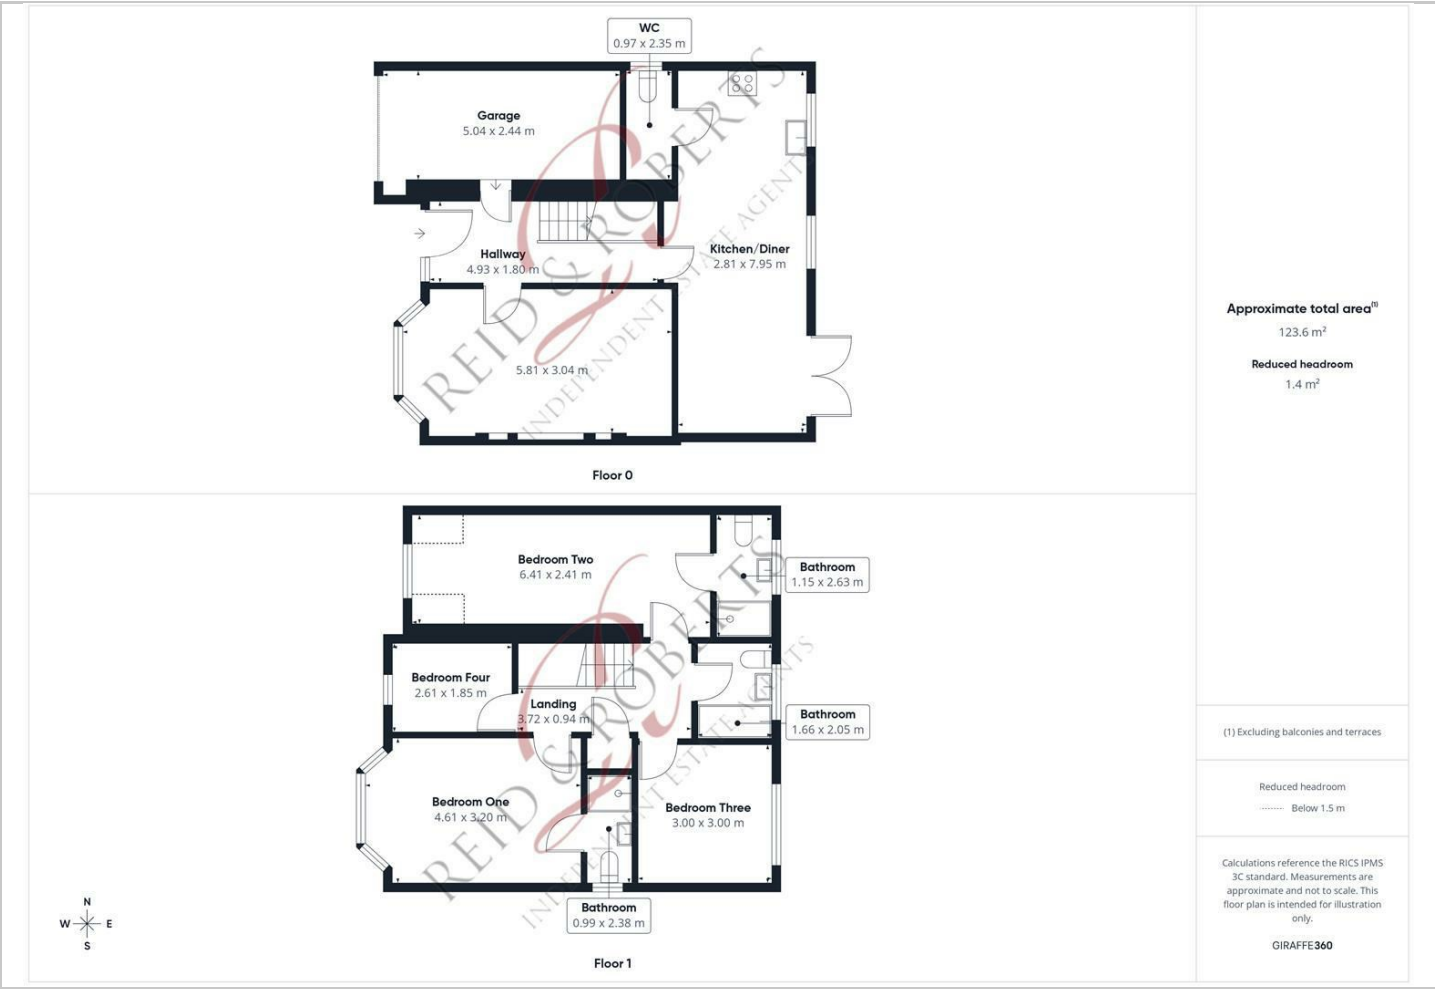 WC
0.97 x 2.35 m
Garage
5.04 x 2.44 m
Hallway
4.93 x 1.80 m
Kitchen/Diner
2.81 x 7.95 m
5.81 x 3.04 m
REID & ROBERTS
INDEPENDENT ESTATE AGENTS
Floor 0
Approximate total area(1)
123.6 m²
Reduced headroom
1.4 m²
Bedroom Two
6.41 x 2.41 m
Bathroom
1.15 x 2.63 m
Bedroom Four
2.61 x 1.85 m
Landing
3.72 x 0.94 m
Bathroom
1.66 x 2.05 m
Bedroom One
4.61 x 3.20 m
Bedroom Three
3.00 x 3.00 m
Bathroom
0.99 x 2.38 m
REID & ROBERTS
INDEPENDENT ESTATE AGENTS
N
W E
S
Floor 1
(1) Excluding balconies and terraces
Reduced headroom
Below 1.5 m
Calculations reference the RICS IPMS
3C standard. Measurements are
approximate and not to scale. This
floor plan is intended for illustration
only.
GIRAFFE360